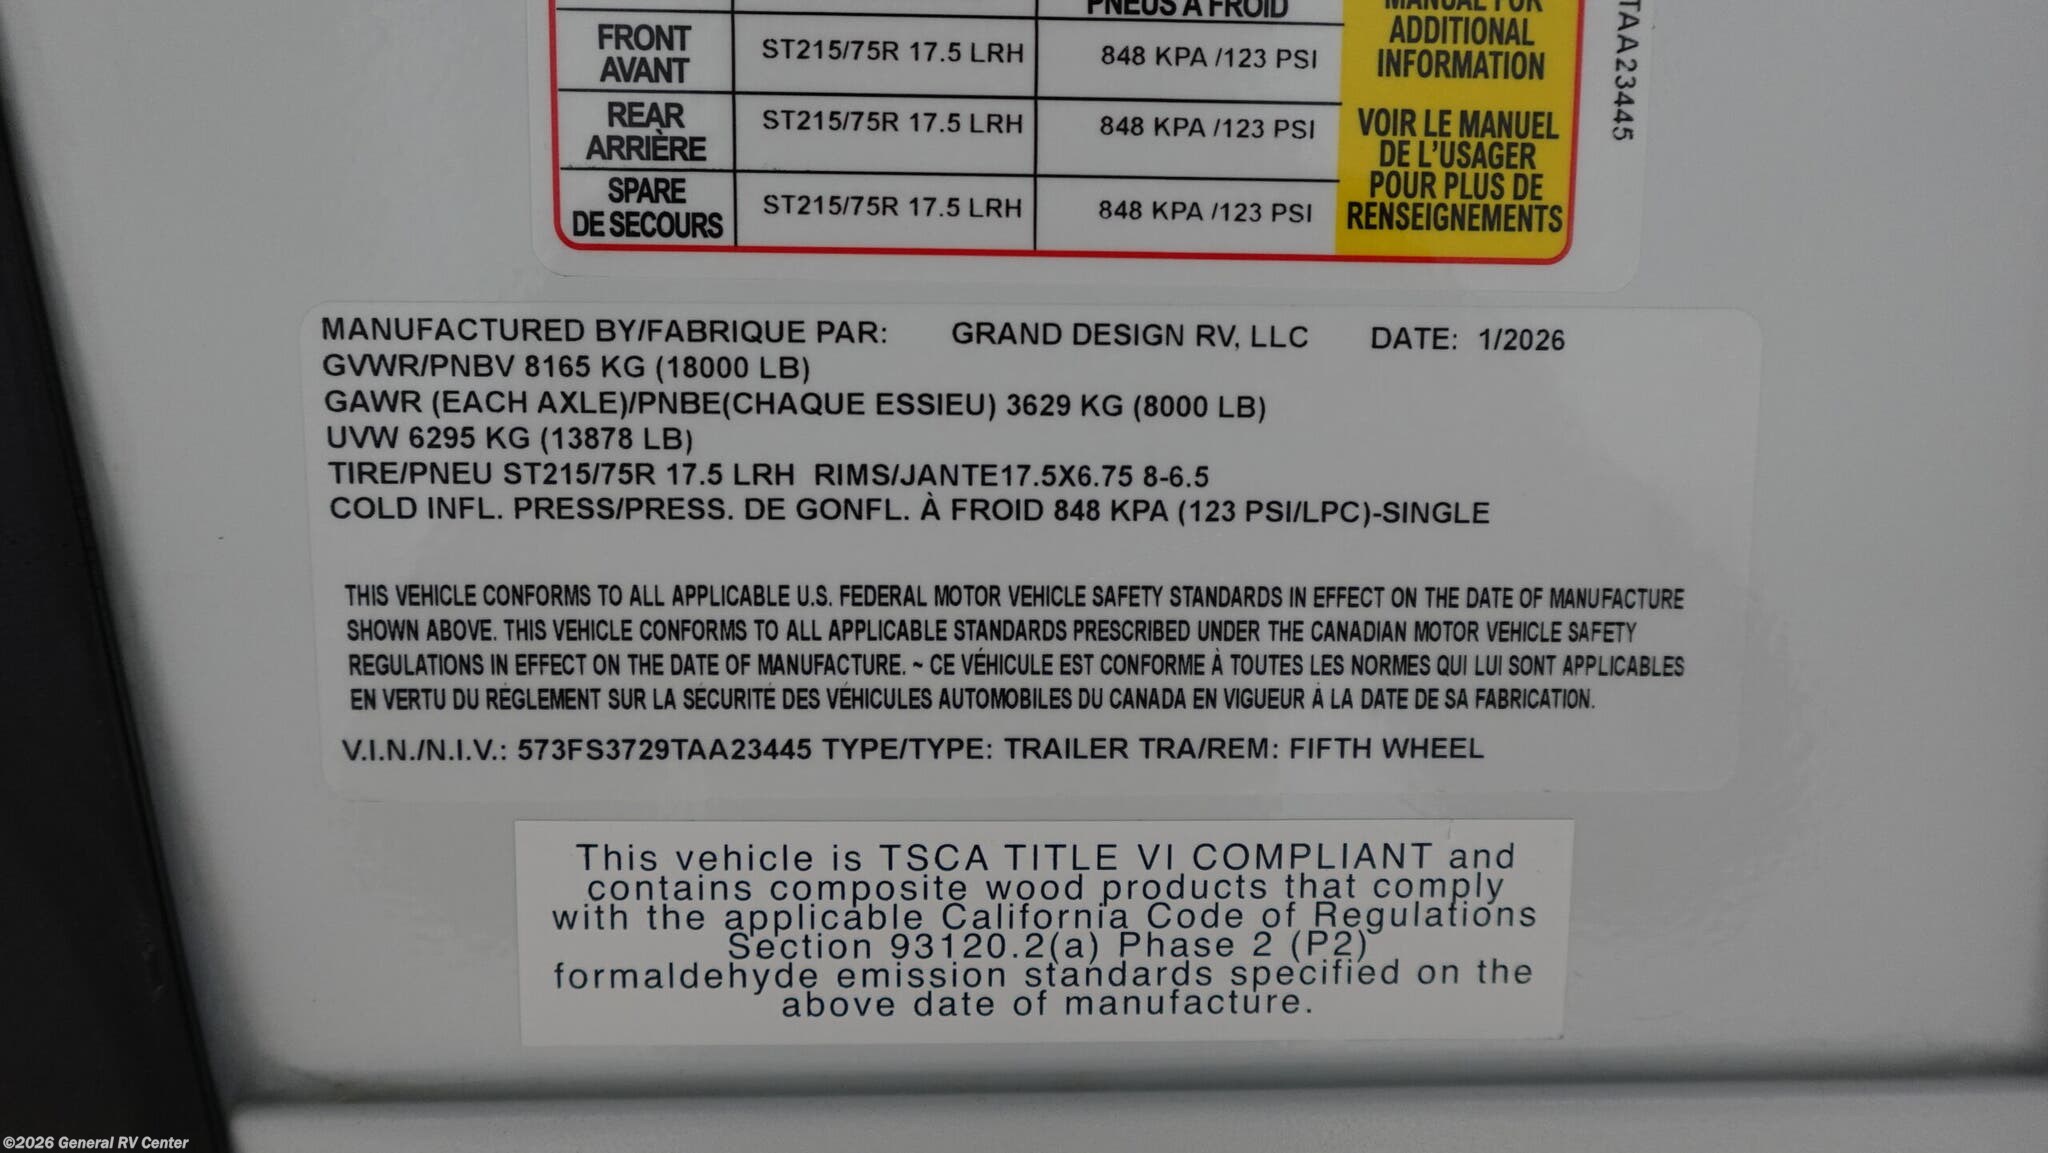 PNEUS À FROID
MANUAL FOR
ADDITIONAL
INFORMATION
FRONT
AVANT
ST215/75R 17.5 LRH
848 KPA /123 PSI
REAR
ARRIÈRE
ST215/75R 17.5 LRH
848 KPA /123 PSI
SPARE
DE SECOURS
ST215/75R 17.5 LRH
848 KPA /123 PSI
VOIR LE MANUEL
DE L'USAGER
POUR PLUS DE
RENSEIGNEMENTS
TAA23445
MANUFACTURED BY/FABRIQUE PAR: GRAND DESIGN RV, LLC DATE: 1/2026
GVWR/PNBV 8165 KG (18000 LB)
GAWR (EACH AXLE)/PNBE(CHAQUE ESSIEU) 3629 KG (8000 LB)
UVW 6295 KG (13878 LB)
TIRE/PNEU ST215/75R 17.5 LRH RIMS/JANTE17.5X6.75 8-6.5
COLD INFL. PRESS/PRESS. DE GONFL. À FROID 848 KPA (123 PSI/LPC)-SINGLE
THIS VEHICLE CONFORMS TO ALL APPLICABLE U.S. FEDERAL MOTOR VEHICLE SAFETY STANDARDS IN EFFECT ON THE DATE OF MANUFACTURE
SHOWN ABOVE. THIS VEHICLE CONFORMS TO ALL APPLICABLE STANDARDS PRESCRIBED UNDER THE CANADIAN MOTOR VEHICLE SAFETY
REGULATIONS IN EFFECT ON THE DATE OF MANUFACTURE. ~ CE VÉHICULE EST CONFORME À TOUTES LES NORMES QUI LUI SONT APPLICABLES
EN VERTU DU RÈGLEMENT SUR LA SÉCURITÉ DES VÉHICULES AUTOMOBILES DU CANADA EN VIGUEUR À LA DATE DE SA FABRICATION.
V.I.N./N.I.V.: 573FS3729TAA23445 TYPE/TYPE: TRAILER TRA/REM: FIFTH WHEEL
This vehicle is TSCA TITLE VI COMPLIANT and
contains composite wood products that comply
with the applicable California Code of Regulations
Section 93120.2(a) Phase 2 (P2)
formaldehyde emission standards specified on the
above date of manufacture.
©2026 General RV Center